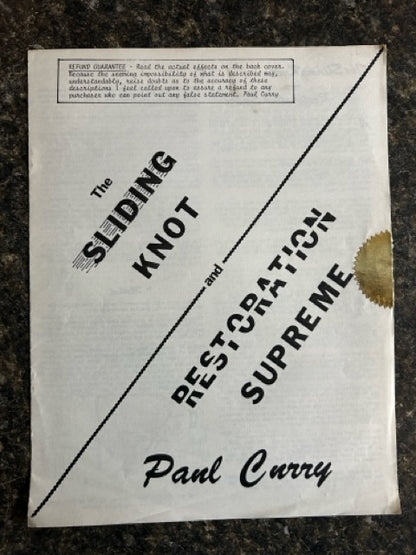 REFUND GUARANTEE - Read the actual effects on the back cover.
Because the seeming impossibility of what is described may,
understandably, raise doubts as to the accuracy of these
descriptions I feel called upon to assure a refund to any
purchaser who can point out any false statement. Paul Curry
The
SLIDING
KNOT
and
RESTORATION
SUPREME
Paul Curry